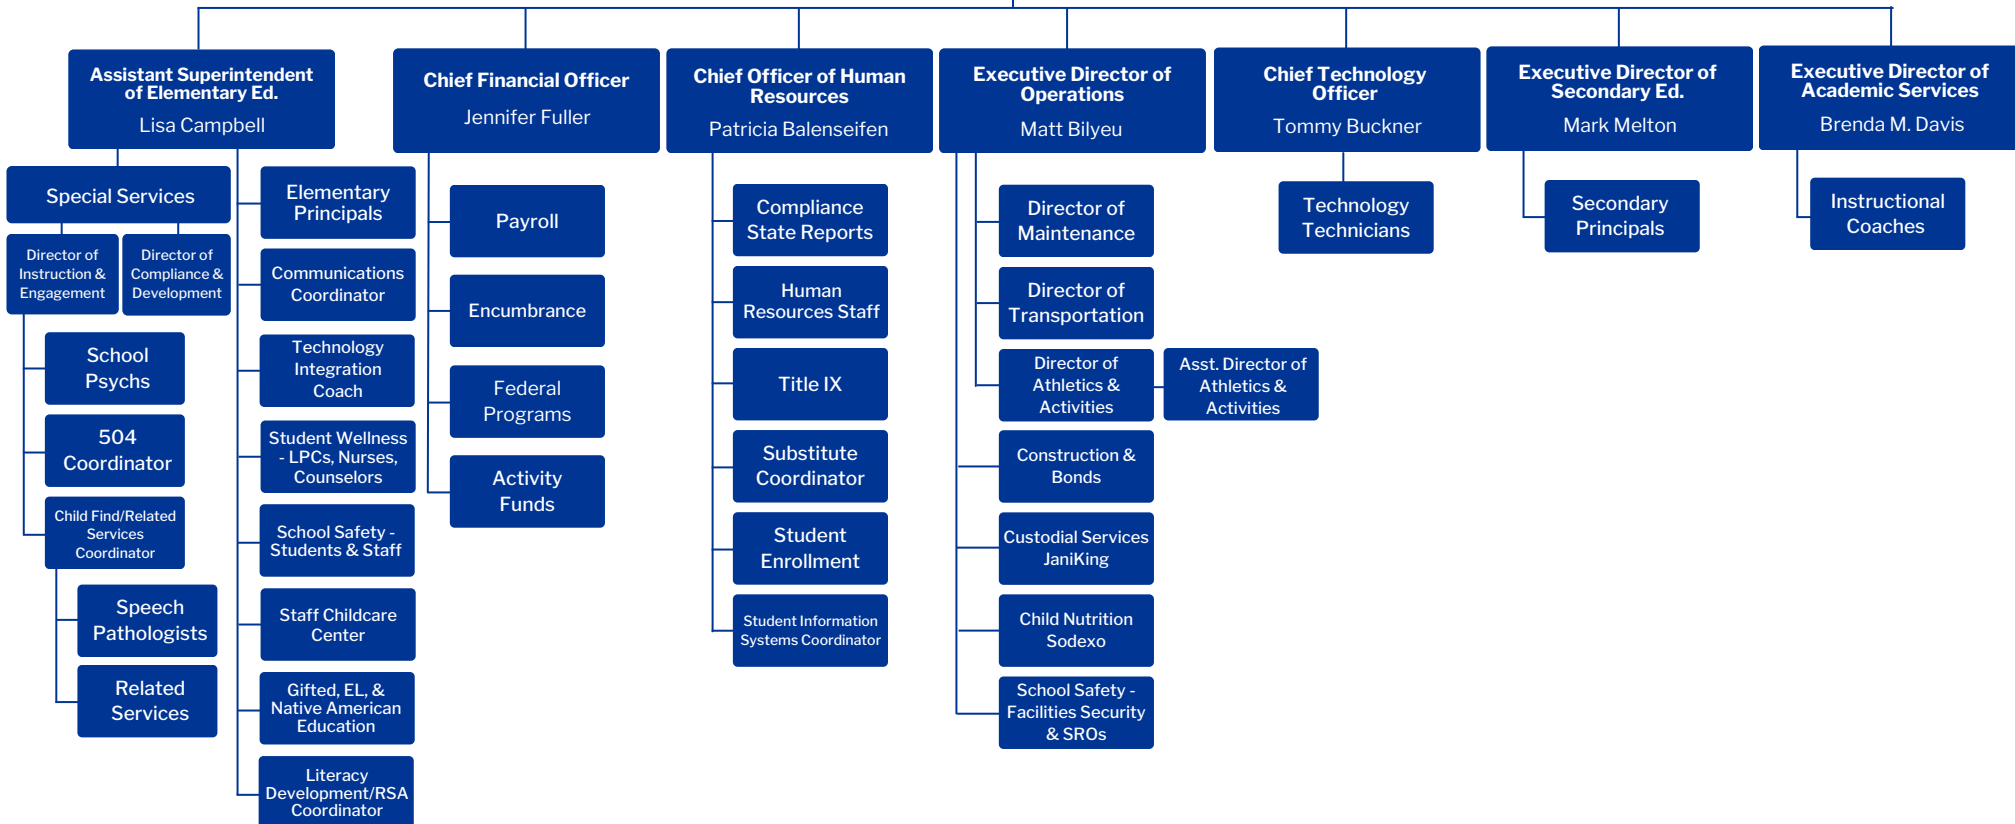 Assistant Superintendent
of Elementary Ed.
Lisa Campbell
Chief Financial Officer
Jennifer Fuller
Chief Officer of Human
Resources
Patricia Balenseifen
Executive Director of
Operations
Matt Bilyeu
Chief Technology
Officer
Tommy Buckner
Executive Director of
Secondary Ed.
Mark Melton
Executive Director of
Academic Services
Brenda M. Davis
Special Services
Director of
Instruction &
Engagement
Director of
Compliance &
Development
School
Psychs
504
Coordinator
Child Find/Related
Services
Coordinator
Speech
Pathologists
Related
Services
Elementary
Principals
Communications
Coordinator
Technology
Integration
Coach
Student Wellness
- LPCs, Nurses,
Counselors
School Safety -
Students & Staff
Staff Childcare
Center
Gifted, EL, &
Native American
Education
Literacy
Development/RSA
Coordinator
Payroll
Encumbrance
Federal
Programs
Activity
Funds
Compliance
State Reports
Human
Resources Staff
Title IX
Substitute
Coordinator
Student
Enrollment
Student Information
Systems Coordinator
Director of
Maintenance
Director of
Transportation
Director of
Athletics &
Activities
Asst. Director of
Athletics &
Activities
Construction &
Bonds
Custodial Services
JaniKing
Child Nutrition
Sodexo
School Safety -
Facilities Security
& SROs
Technology
Technicians
Secondary
Principals
Instructional
Coaches